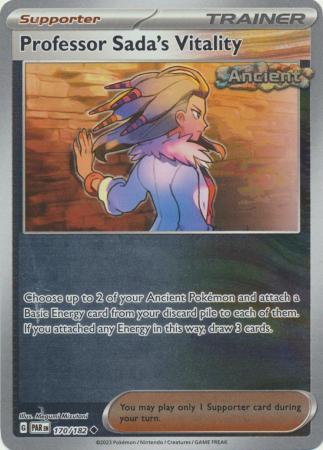 Supporter
TRAINER
Professor Sada's Vitality
Ancient
Choose up to 2 of your Ancient Pokémon and attach a
Basic Energy card from your discard pile to each of them.
If you attached any Energy in this way, draw 3 cards.
Illus. Megumi Mizutani
You may play only 1 Supporter card during your turn.
G PAR EN 170/182
©2023 Pokémon / Nintendo / Creatures / GAME FREAK